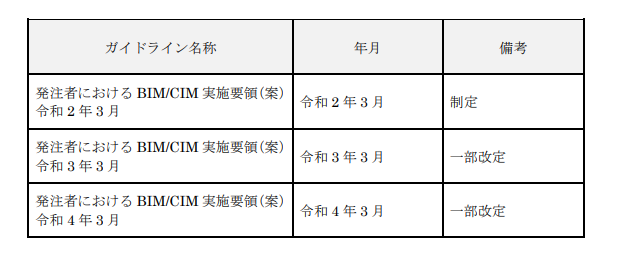 ガイドライン名称 年月 備考
発注者における BIM/CIM 実施要領(案)
令和2年3月 令和2年3月 制定
発注者における BIM/CIM 実施要領(案)
令和3年3月 令和3年3月 一部改定
発注者における BIM/CIM 実施要領(案)
令和4年3月 令和4年3月 一部改定